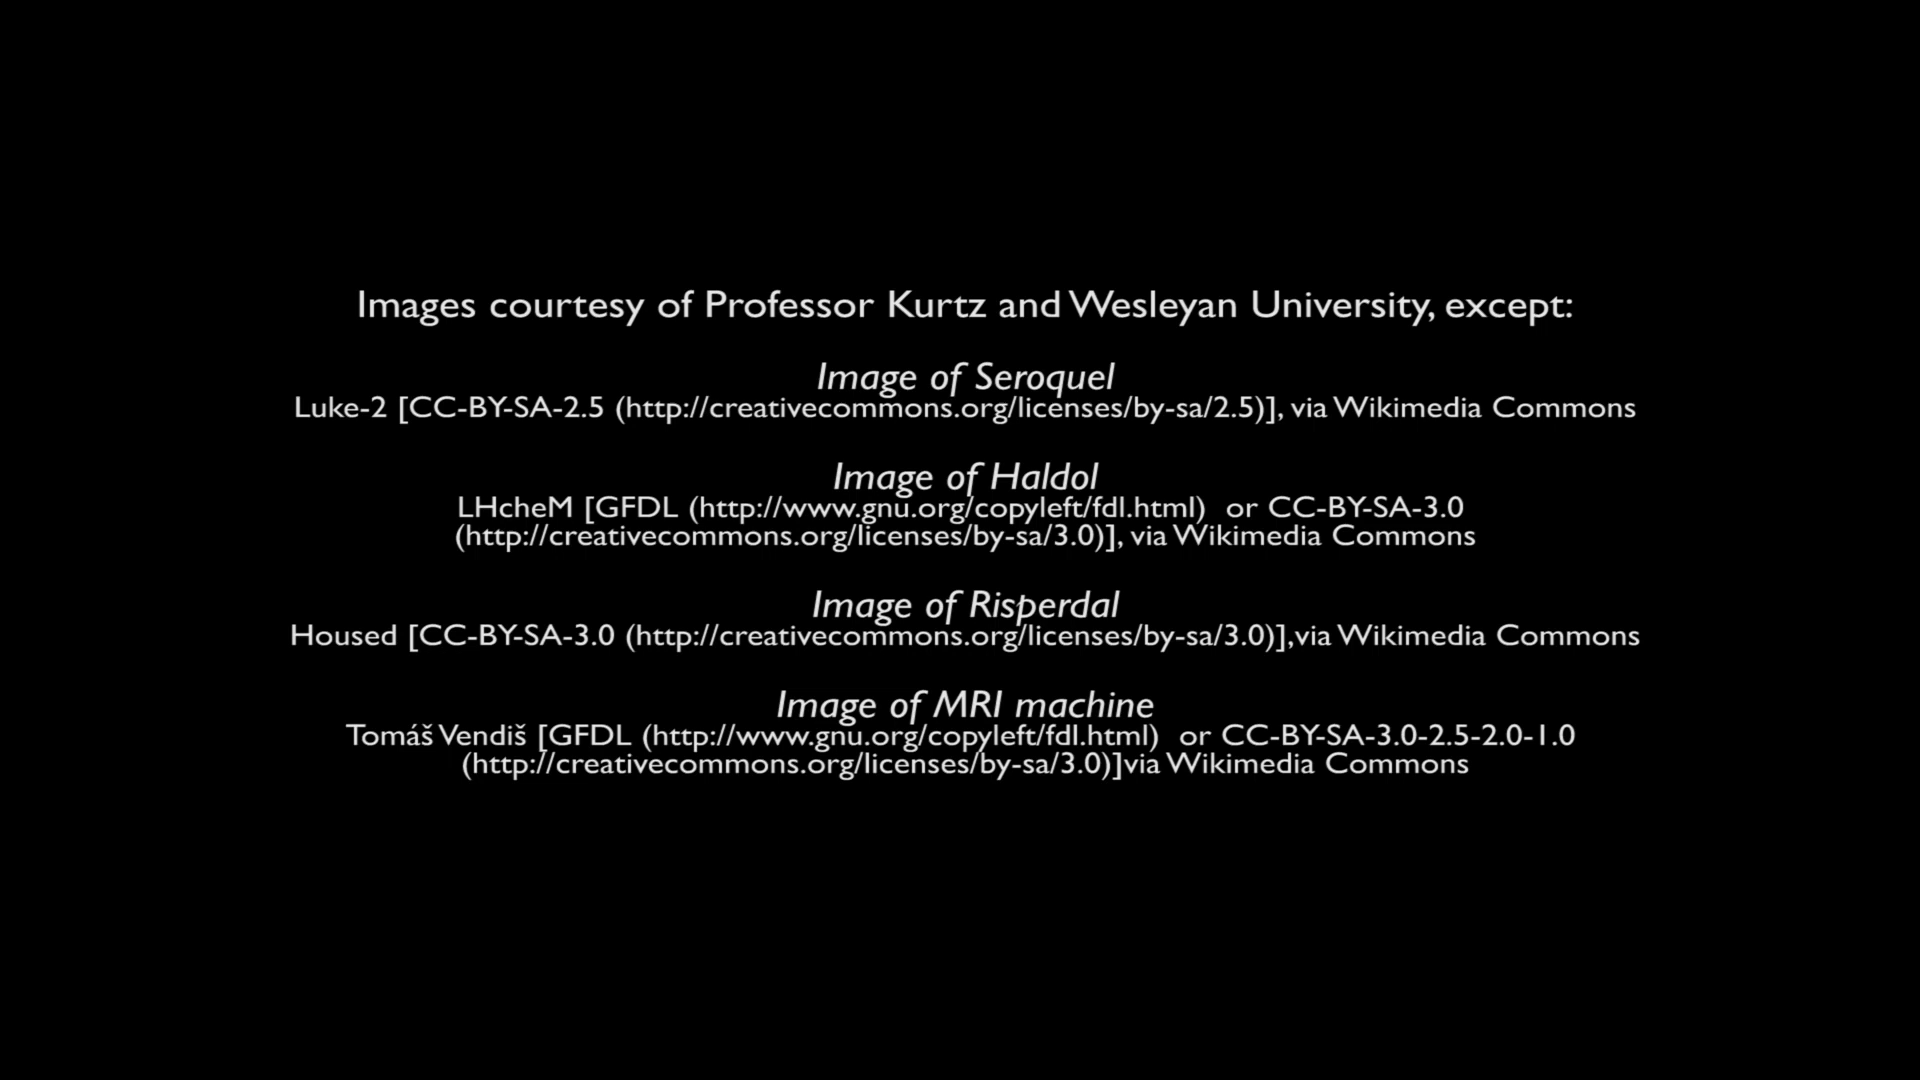 Images courtesy of Professor Kurtz and Wesleyan University, except:
Image of Seroquel
Luke-2 [CC-BY-SA-2.5 (http://creativecommons.org/licenses/by-sa/2.5)], via Wikimedia Commons
Image of Haldol
LHcheM [GFDL (http://www.gnu.org/copyleft/fdl.html)  or CC-BY-SA-3.0
(http://creativecommons.org/licenses/by-sa/3.0)], via Wikimedia Commons
Image of Risperdal
Housed [CC-BY-SA-3.0 (http://creativecommons.org/licenses/by-sa/3.0)],via Wikimedia Commons
Image of MRI machine
Tomáš Vendiš [GFDL (http://www.gnu.org/copyleft/fdl.html)  or CC-BY-SA-3.0-2.5-2.0-1.0
(http://creativecommons.org/licenses/by-sa/3.0)]via Wikimedia Commons